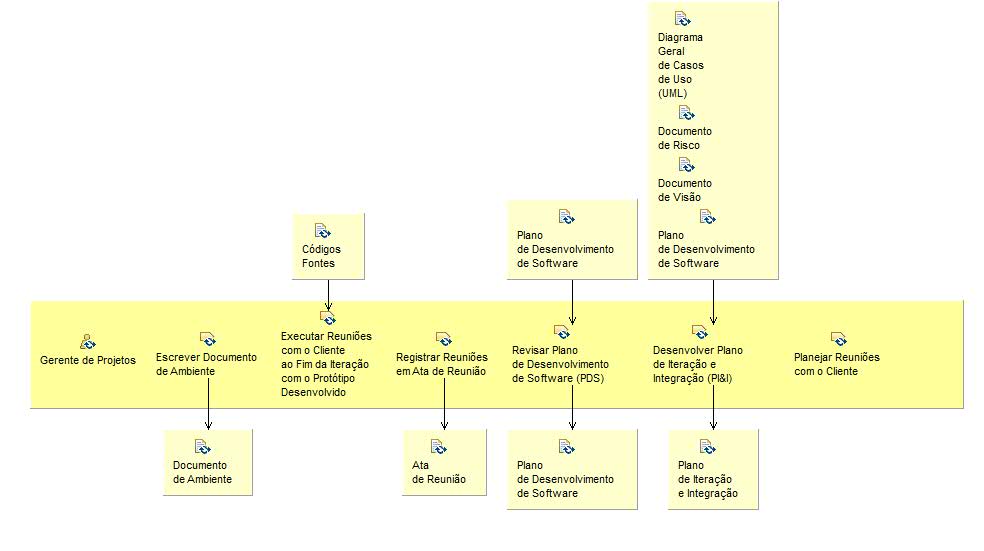 Diagrama
Geral
de Casos
de Uso
(UML)
Documento
de Risco
Documento
de Visão
Plano
de Desenvolvimento
de Software
Plano
de Desenvolvimento
de Software
Códigos
Fontes
Gerente de Projetos
Escrever Documento
de Ambiente
Executar Reuniões
com o Cliente
ao Fim da Iteração
com o Protótipo
Desenvolvido
Registrar Reuniões
em Ata de Reunião
Revisar Plano
de Desenvolvimento
de Software (PDS)
Desenvolver Plano
de Iteração e
Integração (PI&I)
Planejar Reuniões
com o Cliente
Documento
de Ambiente
Ata
de Reunião
Plano
de Desenvolvimento
de Software
Plano
de Iteração
e Integração